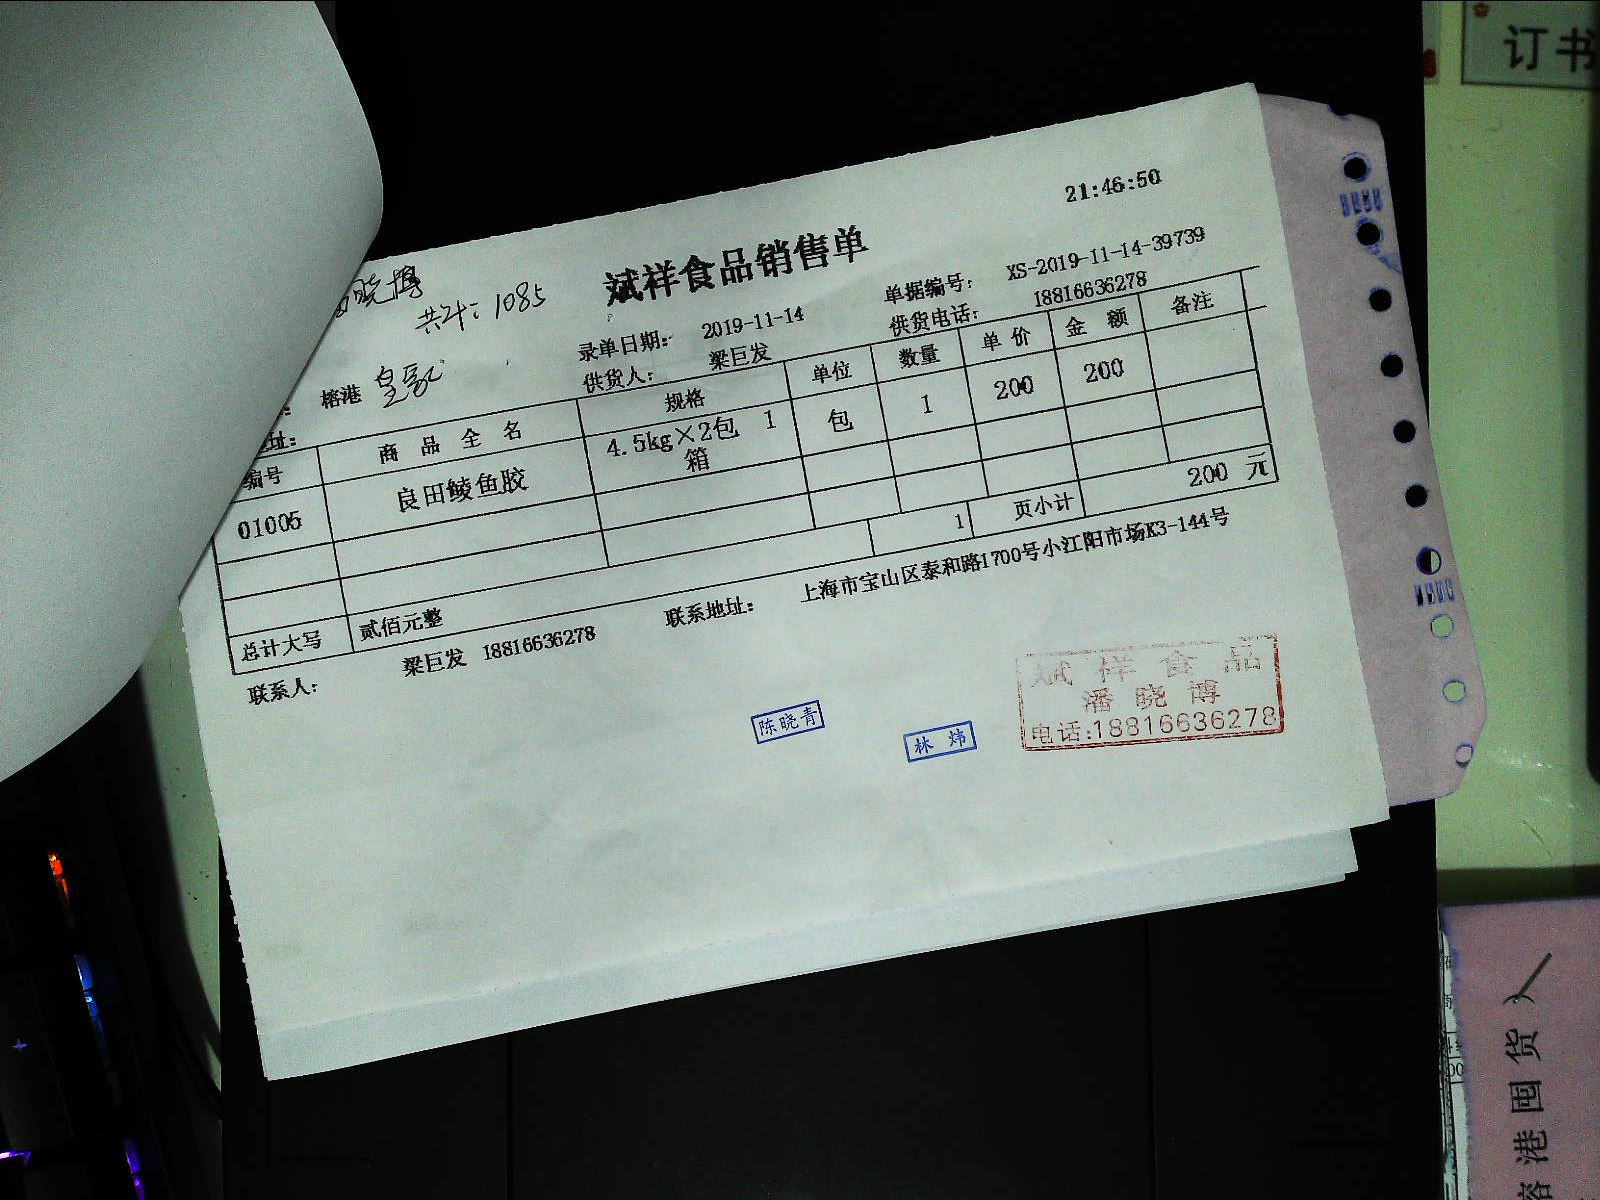 订书
21:46:50
斌祥食品销售单
晓博
共计: 1085
单据编号: XS-2019-11-14-39739
录单日期: 2019-11-14
供货电话: 18816636278
供货人: 梁巨发
榕港
址:
编号 商品全名 规格 单位 数量 单价 金额 备注
01005 良田鲮鱼胶 4.5kg×2包 1箱 包 1 200 200
1 页小计 200 元
总计大写 贰佰元整
联系人: 梁巨发 18816636278 联系地址: 上海市宝山区泰和路1700号小江阳市场K3-144号
陈晓青
林炜
斌祥食品
潘晓博
电话:18816636278
港囤货